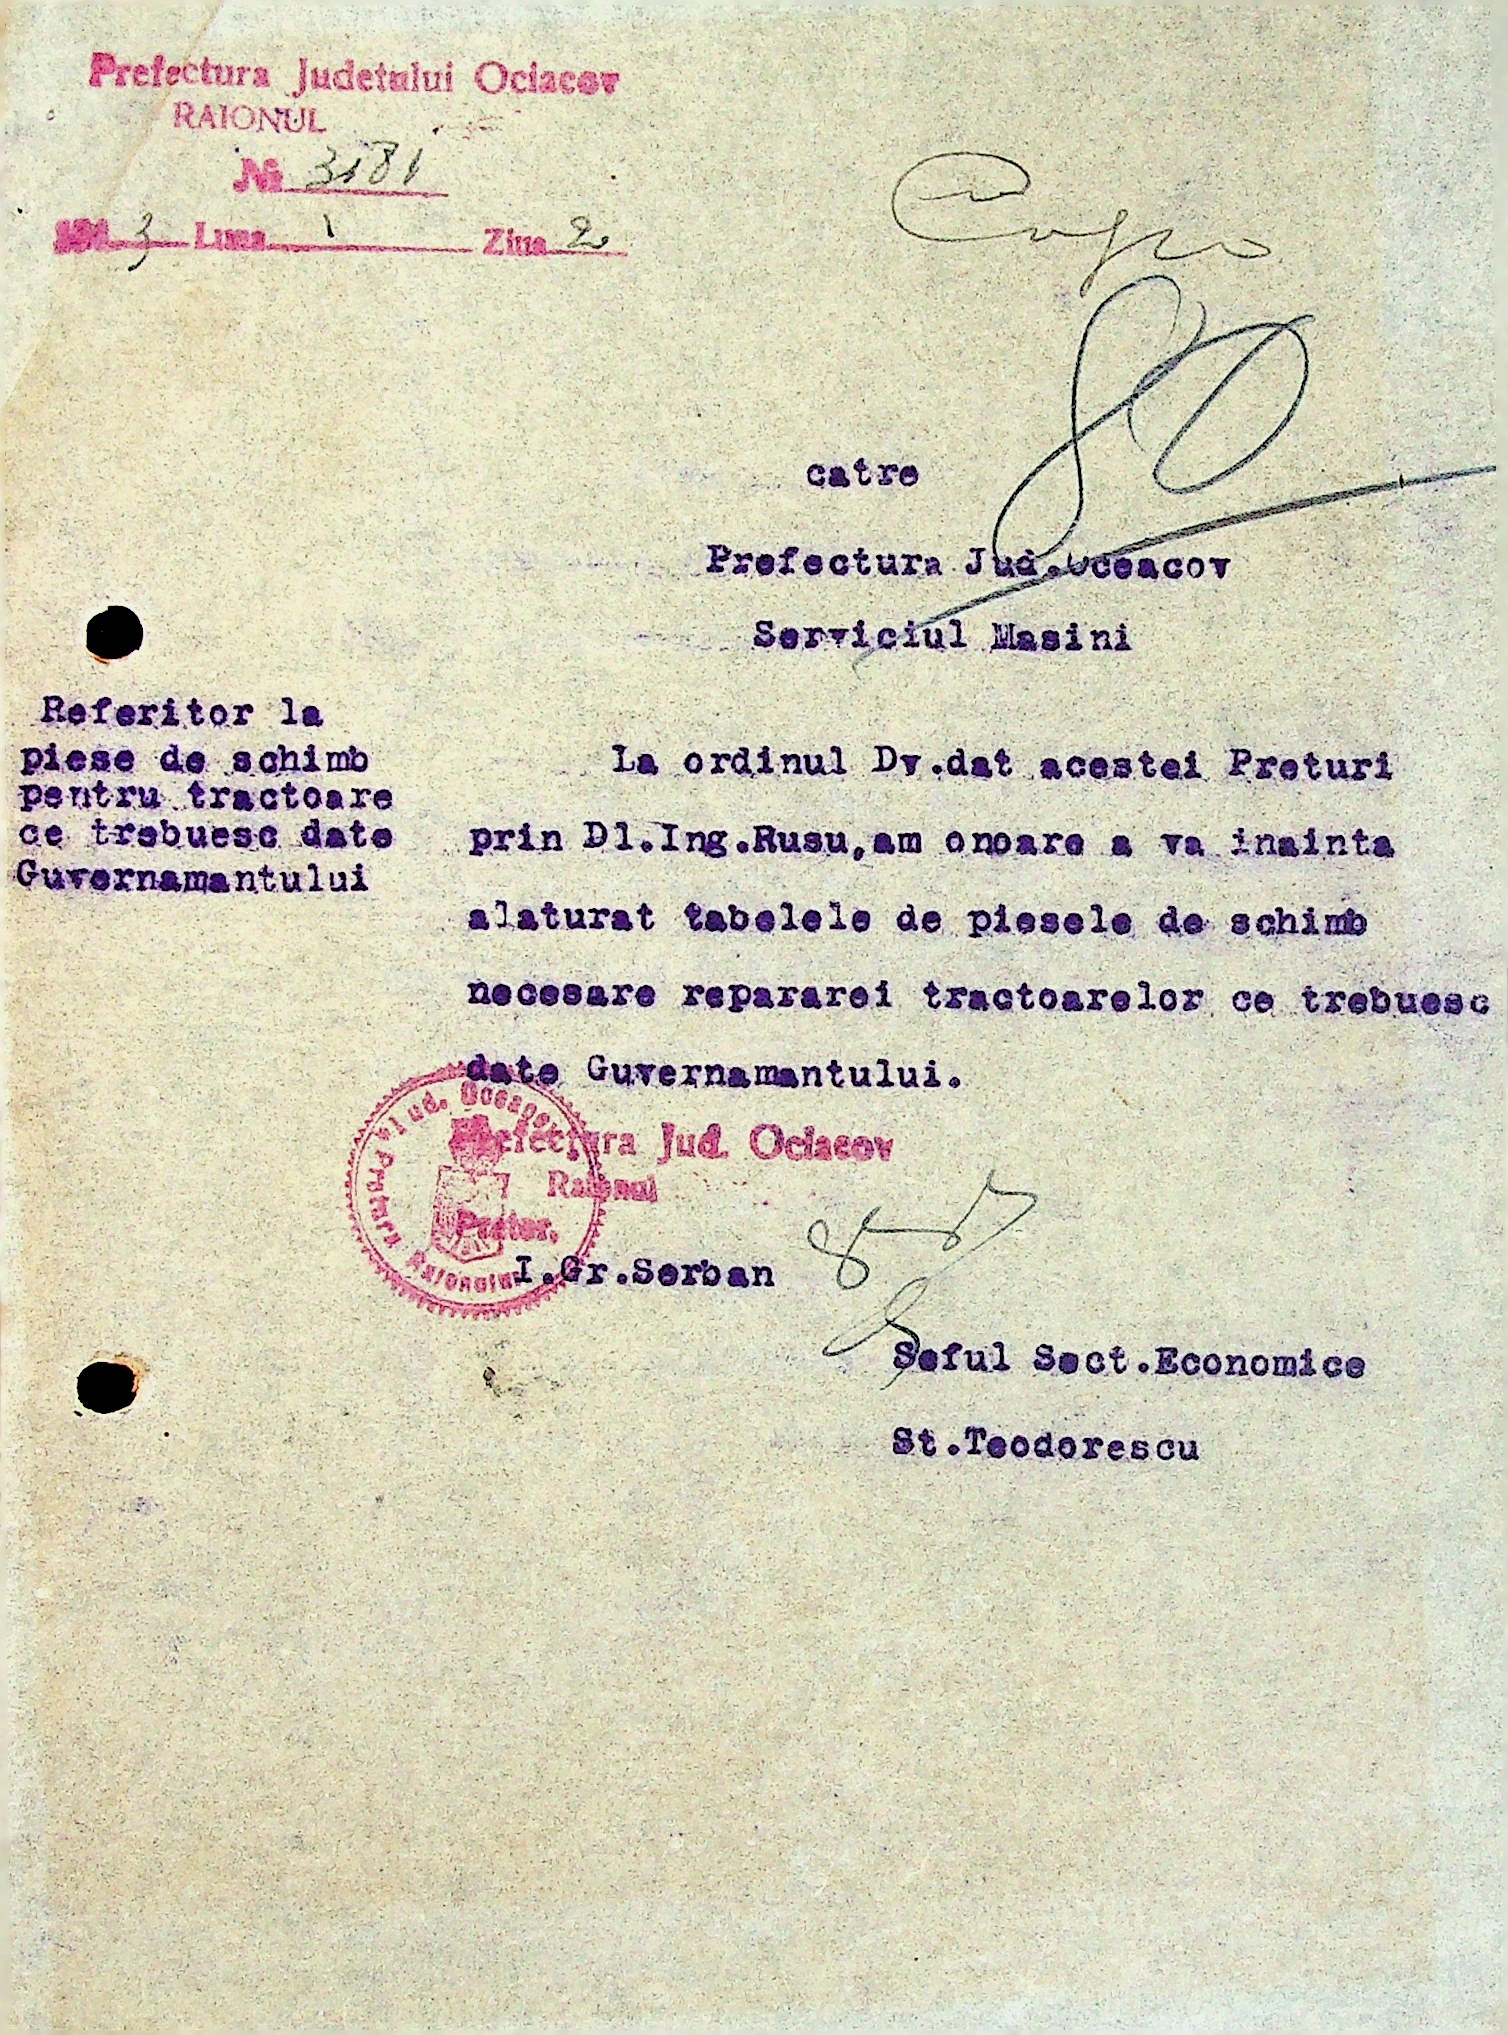 Prefectura Judetului Ociacov
RAIONUL
№ 3181
194 3 Luna 1 Ziua 2
catre
Prefectura Jud.Oceacov
Serviciul Masini
Referitor la
piese de schimb
pentru tractoare
ce trebuesc date
Guvernamantului
La ordinul Dv.dat acestei Preturi
prin Dl.Ing.Rusu,am onoare a va inainta
alaturat tabelele de piesele de schimb
necesare repararei tractoarelor ce trebuesc
date Guvernamantului.
Prefectura Jud. Ociacov
Raionul
Pretor,
I.Gr.Serban
Seful Sect.Economice
St.Teodorescu